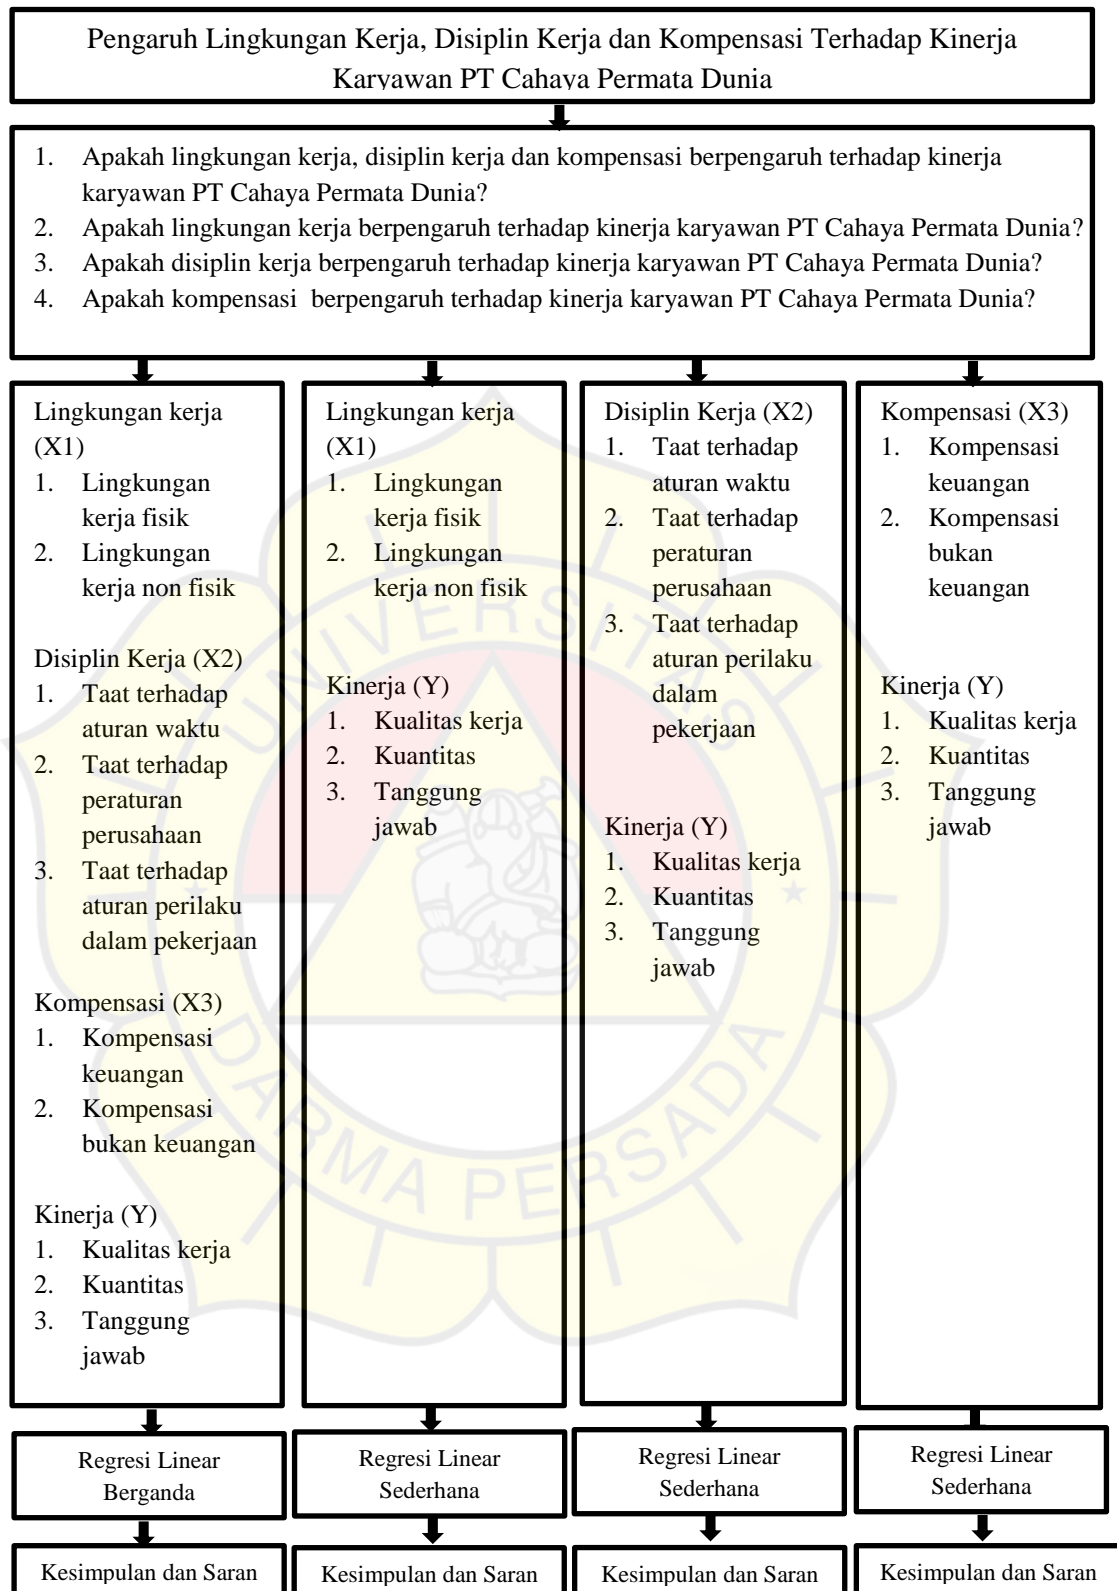 Pengaruh Lingkungan Kerja, Disiplin Kerja dan Kompensasi Terhadap Kinerja
Karyawan PT Cahaya Permata Dunia
1. Apakah lingkungan kerja, disiplin kerja dan kompensasi berpengaruh terhadap kinerja
karyawan PT Cahaya Permata Dunia?
2. Apakah lingkungan kerja berpengaruh terhadap kinerja karyawan PT Cahaya Permata Dunia?
3. Apakah disiplin kerja berpengaruh terhadap kinerja karyawan PT Cahaya Permata Dunia?
4. Apakah kompensasi berpengaruh terhadap kinerja karyawan PT Cahaya Permata Dunia?
Lingkungan kerja
(X1)
1. Lingkungan
kerja fisik
2. Lingkungan
kerja non fisik
Disiplin Kerja (X2)
1. Taat terhadap
aturan waktu
2. Taat terhadap
peraturan
perusahaan
3. Taat terhadap
aturan perilaku
dalam pekerjaan
Kompensasi (X3)
1. Kompensasi
keuangan
2. Kompensasi
bukan keuangan
Kinerja (Y)
1. Kualitas kerja
2. Kuantitas
3. Tanggung
jawab
Lingkungan kerja
(X1)
1. Lingkungan
kerja fisik
2. Lingkungan
kerja non fisik
Kinerja (Y)
1. Kualitas kerja
2. Kuantitas
3. Tanggung
jawab
Disiplin Kerja (X2)
1. Taat terhadap
aturan waktu
2. Taat terhadap
peraturan
perusahaan
3. Taat terhadap
aturan perilaku
dalam
pekerjaan
Kinerja (Y)
1. Kualitas kerja
2. Kuantitas
3. Tanggung
jawab
Kompensasi (X3)
1. Kompensasi
keuangan
2. Kompensasi
bukan
keuangan
Kinerja (Y)
1. Kualitas kerja
2. Kuantitas
3. Tanggung
jawab
Regresi Linear
Berganda
Regresi Linear
Sederhana
Regresi Linear
Sederhana
Regresi Linear
Sederhana
Kesimpulan dan Saran
Kesimpulan dan Saran
Kesimpulan dan Saran
Kesimpulan dan Saran
UNIVERSITAS
DARMA PERSADA